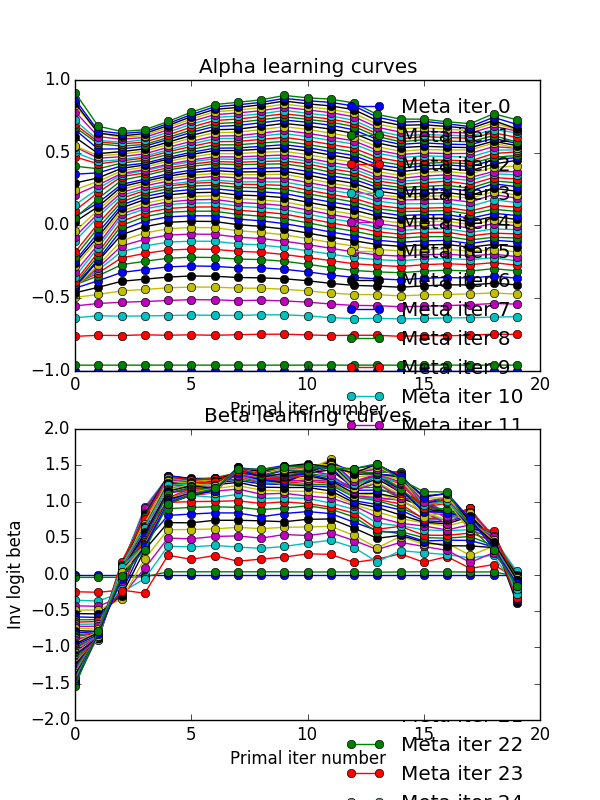 Alpha learning curves
1.0
0.5
0.0
−0.5
−1.0
0
5
10
15
20
Primal iter number
Meta iter 0
Meta iter 1
Meta iter 2
Meta iter 3
Meta iter 4
Meta iter 5
Meta iter 6
Meta iter 7
Meta iter 8
Meta iter 9
Meta iter 10
Meta iter 11
Beta learning curves
Inv logit beta
2.0
1.5
1.0
0.5
0.0
−0.5
−1.0
−1.5
−2.0
0
5
10
15
20
Primal iter number
Meta iter 22
Meta iter 23
Meta iter 24